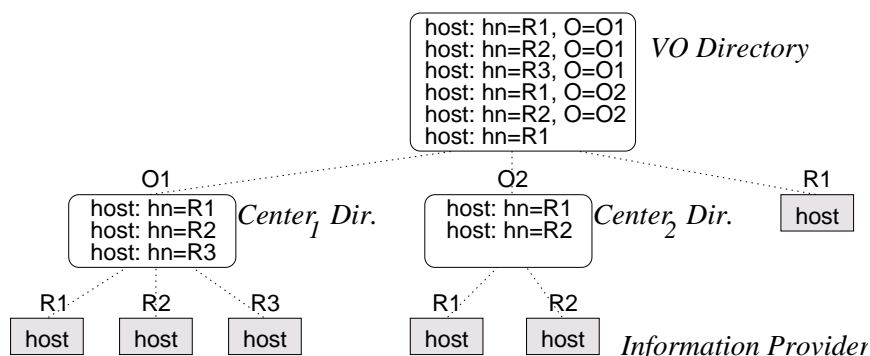 host: hn=R1, O=O1
host: hn=R2, O=O1
host: hn=R3, O=O1
host: hn=R1, O=O2
host: hn=R2, O=O2
host: hn=R1
VO Directory
O1
O2
R1
host: hn=R1
host: hn=R2
host: hn=R3
Center1 Dir.
host: hn=R1
host: hn=R2
Center2 Dir.
host
R1
R2
R3
R1
R2
host
host
host
host
host
Information Provider